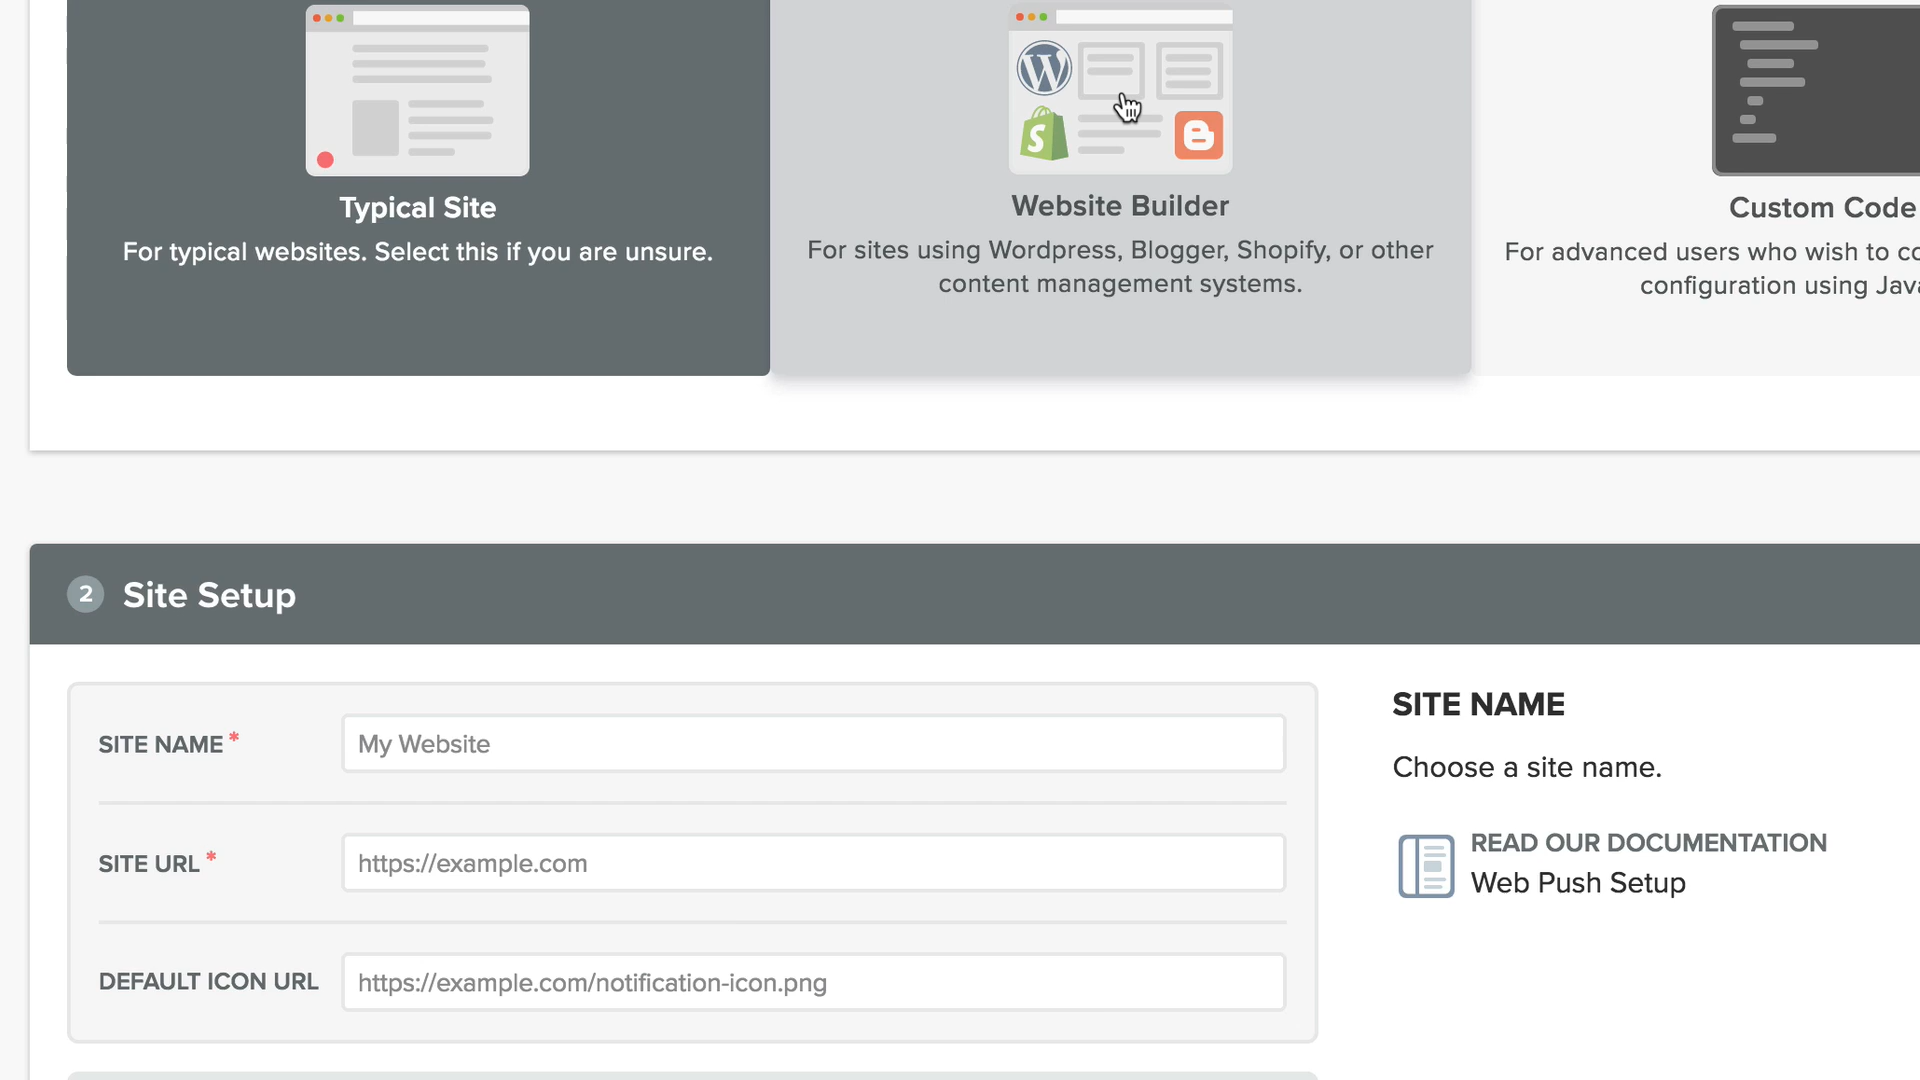 Typical Site
For typical websites. Select this if you are unsure.
Website Builder
For sites using Wordpress, Blogger, Shopify, or other
content management systems.
Custom Code
For advanced users who wish to
configuration using
2 Site Setup
SITE NAME *
My Website
SITE URL *
https://example.com
DEFAULT ICON URL
https://example.com/notification-icon.png
SITE NAME
Choose a site name.
READ OUR DOCUMENTATION
Web Push Setup